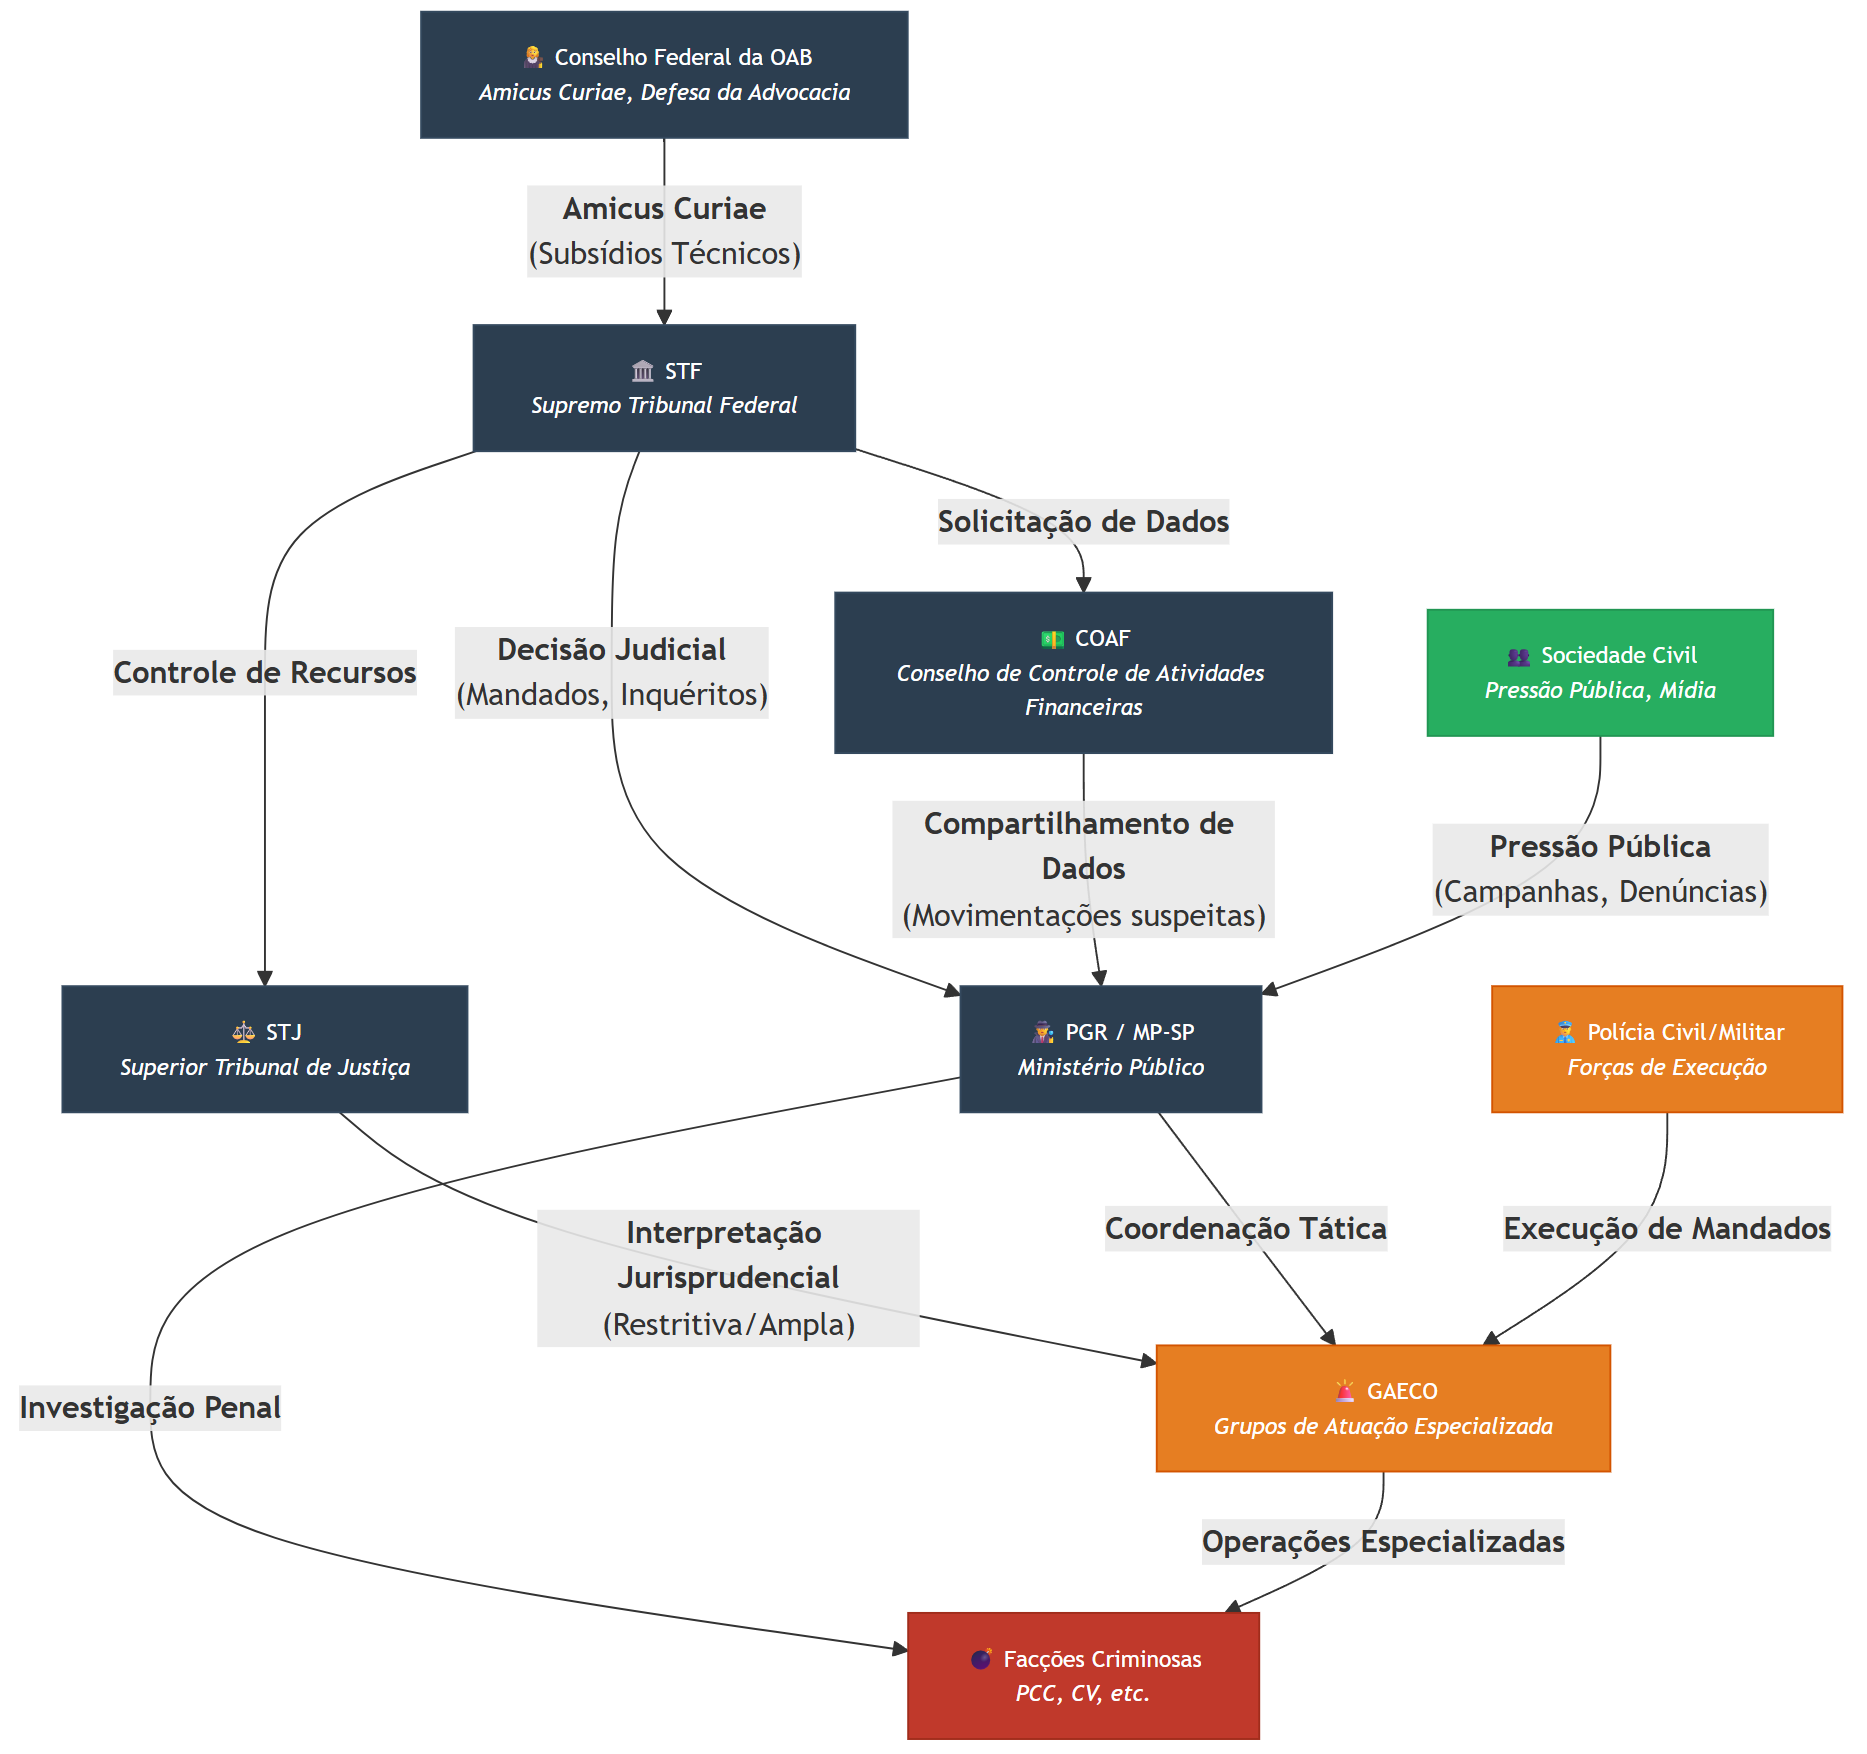 Conselho Federal da OAB
Amicus Curiae, Defesa da Advocacia
Amicus Curiae
(Subsídios Técnicos)
STF
Supremo Tribunal Federal
Solicitação de Dados
Controle de Recursos
Decisão Judicial
(Mandados, Inquéritos)
COAF
Conselho de Controle de Atividades
Financeiras
Sociedade Civil
Pressão Pública, Mídia
Compartilhamento de
Dados
(Movimentações suspeitas)
Pressão Pública
(Campanhas, Denúncias)
STJ
Superior Tribunal de Justiça
PGR / MP-SP
Ministério Público
Polícia Civil/Militar
Forças de Execução
Interpretação
Jurisprudencial
(Restritiva/Ampla)
Coordenação Tática
Execução de Mandados
Investigação Penal
GAECO
Grupos de Atuação Especializada
Operações Especializadas
Facções Criminosas
PCC, CV, etc.